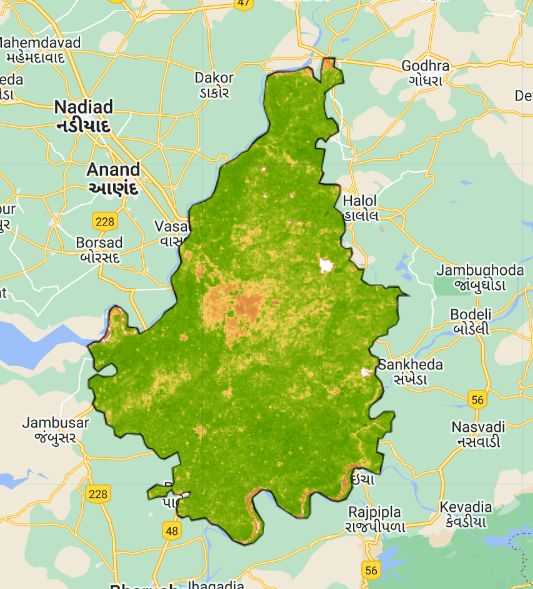 47
Mahemdavad
મહેમદાવાદ
Godhra
ગોધરા
Dakor
ડાકોર
Nadiad
નડીયાદ
Anand
આણંદ
Halol
હાલોલ
228
Borsad
બોરસદ
Jambughoda
જાંબુઘોડા
Bodeli
બોડેલી
Sankheda
સંખેડા
56
Jambusar
જંબુસર
Nasvadi
નસવાડી
228
Rajpipla
રાજપીપળા
Kevadia
કેવડીયા
48
56